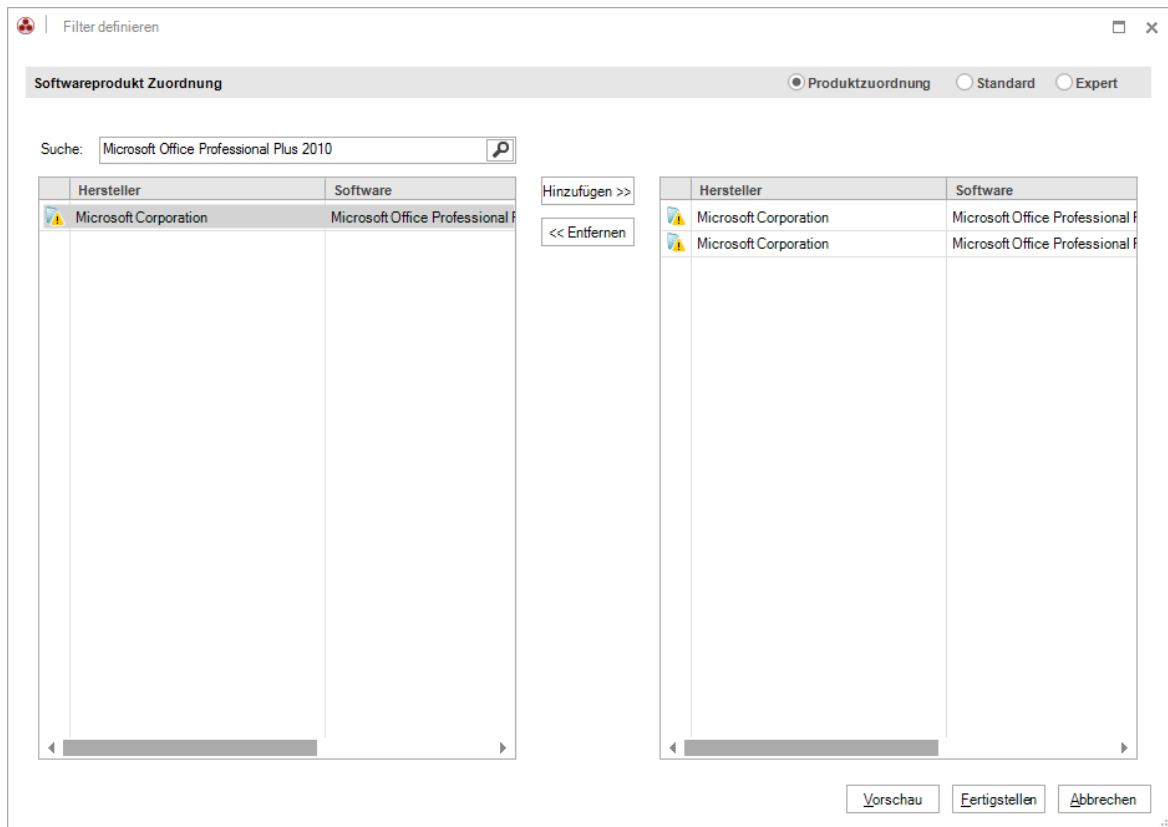 Filter definieren
Softwareprodukt Zuordnung
Produktzuordnung Standard Expert
Suche: Microsoft Office Professional Plus 2010
Hersteller Software
Microsoft Corporation Microsoft Office Professional
Hinzufügen >>
<< Entfernen
Hersteller Software
Microsoft Corporation Microsoft Office Professional
Microsoft Corporation Microsoft Office Professional
Vorschau Fertigstellen Abbrechen